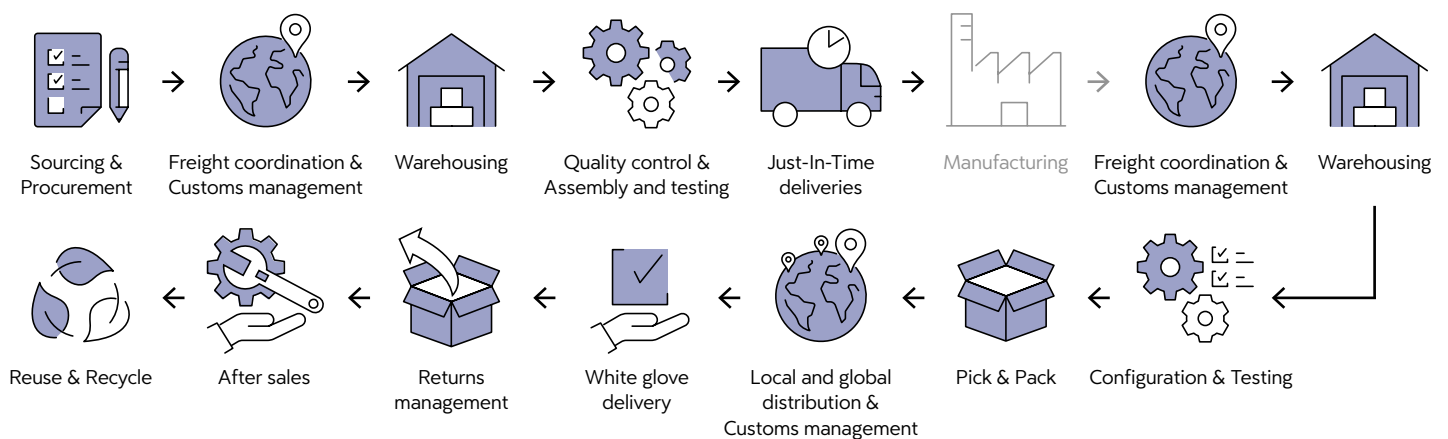 Sourcing &
Procurement
Freight coordination &
Customs management
Warehousing
Quality control &
Assembly and testing
Just-In-Time
deliveries
Manufacturing
Freight coordination &
Customs management
Warehousing
Configuration & Testing
Pick & Pack
Local and global
distribution &
Customs management
White glove
delivery
Returns
management
After sales
Reuse & Recycle